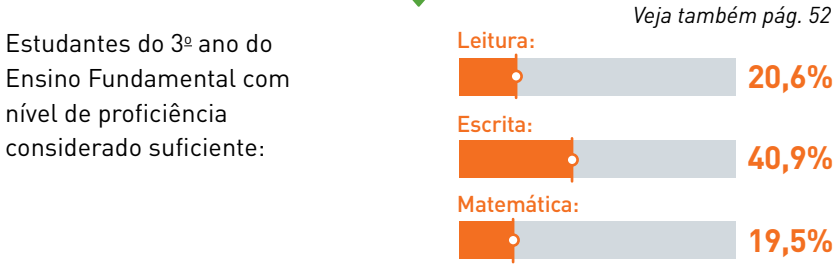 Veja também pág. 52
Estudantes do 3º ano do
Ensino Fundamental com
nível de proficiência
considerado suficiente:
Leitura:
20,6%
Escrita:
40,9%
Matemática:
19,5%